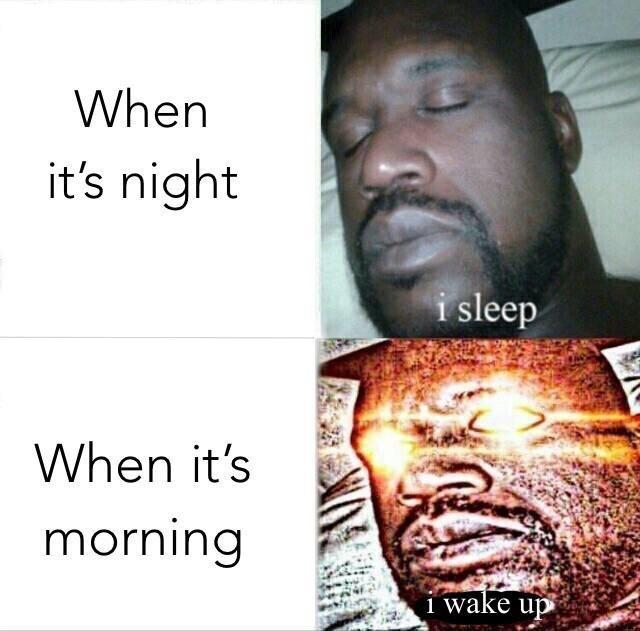 When
it’s night
i sleep
When it’s
morning
i wake up